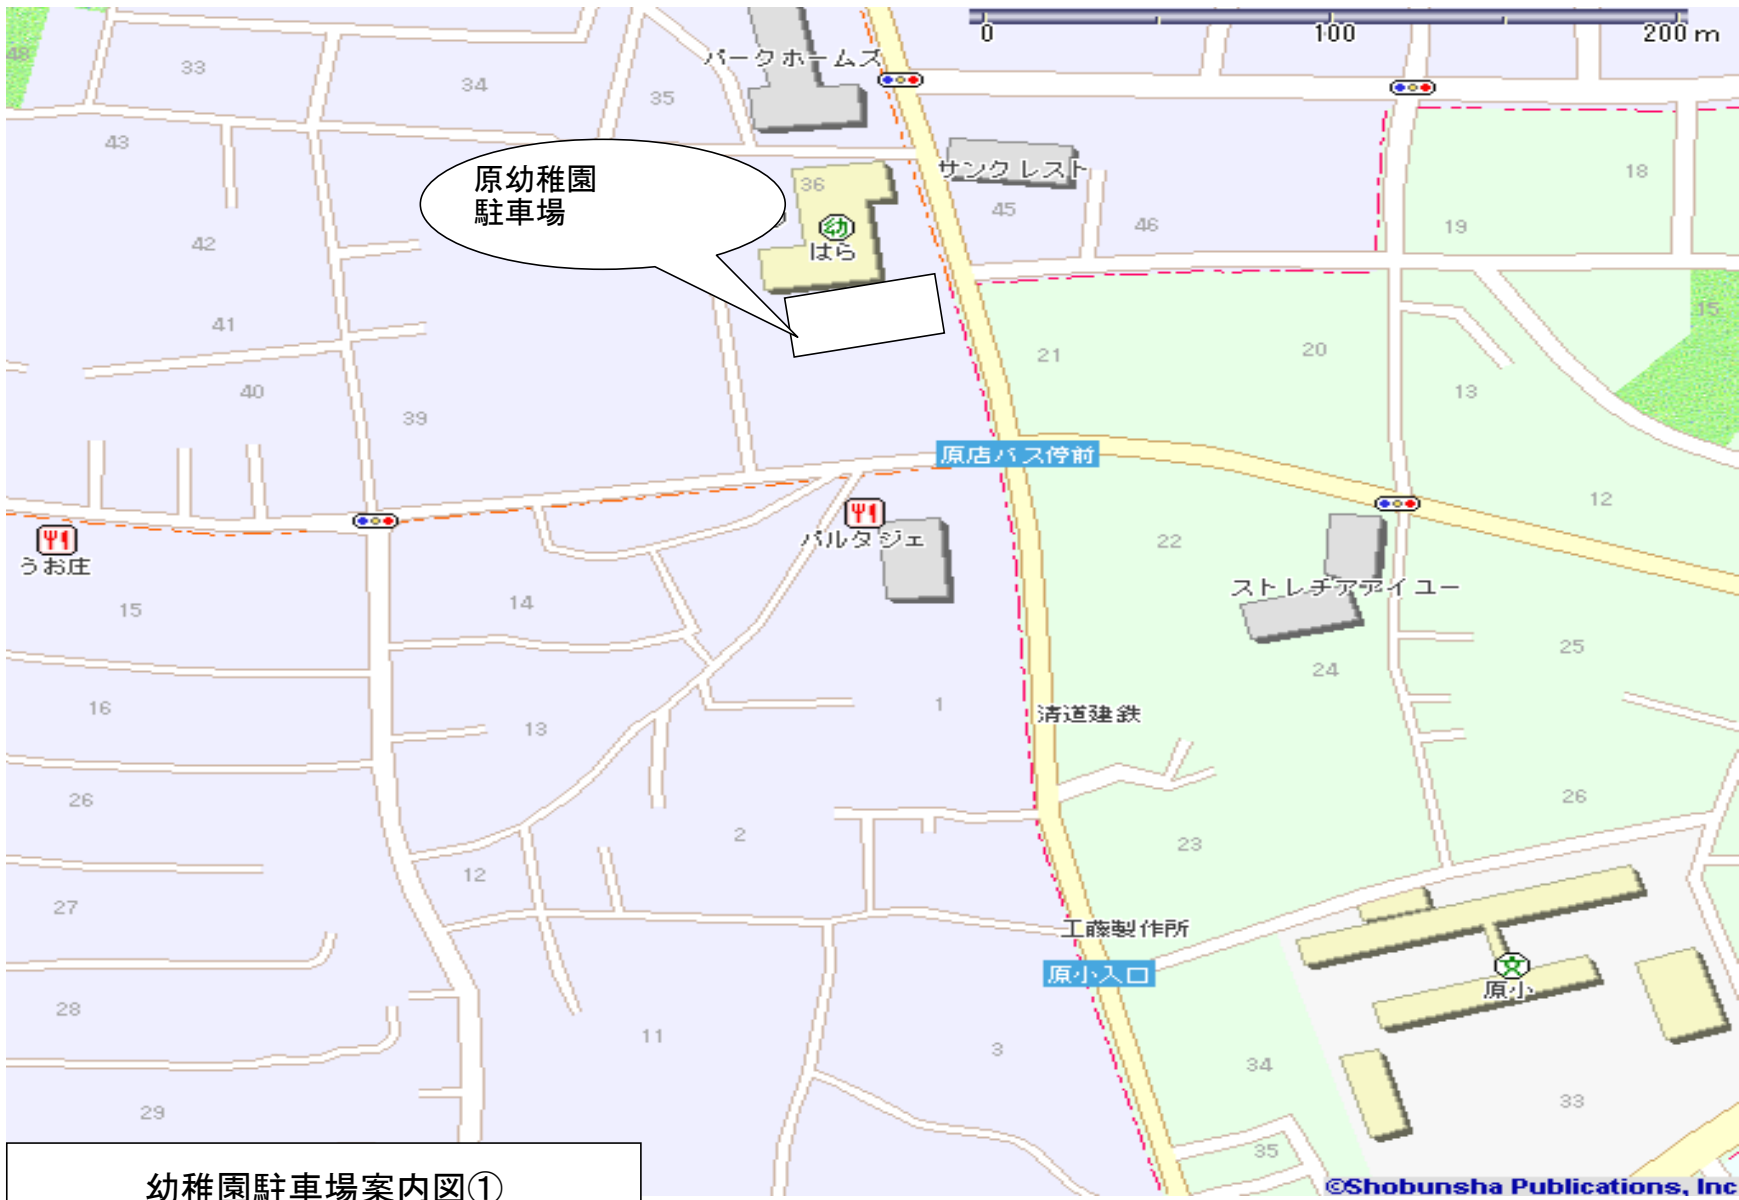 0 100 200 m
パークホームズ
48
33
34
35
43
原幼稚園
駐車場
36
サンクレスト
18
45
46
19
42
幼
はら
41
15
21
20
40
39
13
原店バス停前
12
うお庄
パルタジェ
22
ストレチアアイユー
15
14
25
24
16
13
1
清道建鉄
26
2
26
23
12
27
工藤製作所
原小入口
文
原小
28
11
3
34
33
29
35
幼稚園駐車場案内図①
©Shobunsha Publications, Inc